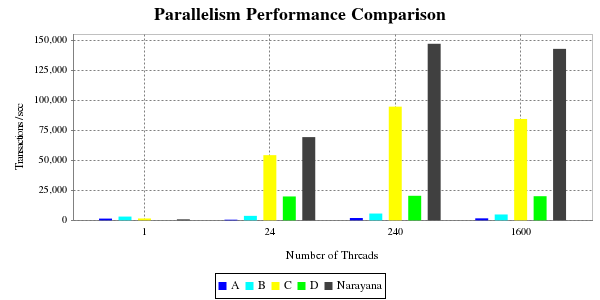 Parallelism Performance Comparison
150,000
125,000
100,000
75,000
50,000
25,000
0
Transactions/sec
1 24 240 1600
Number of Threads
A B C D Narayana